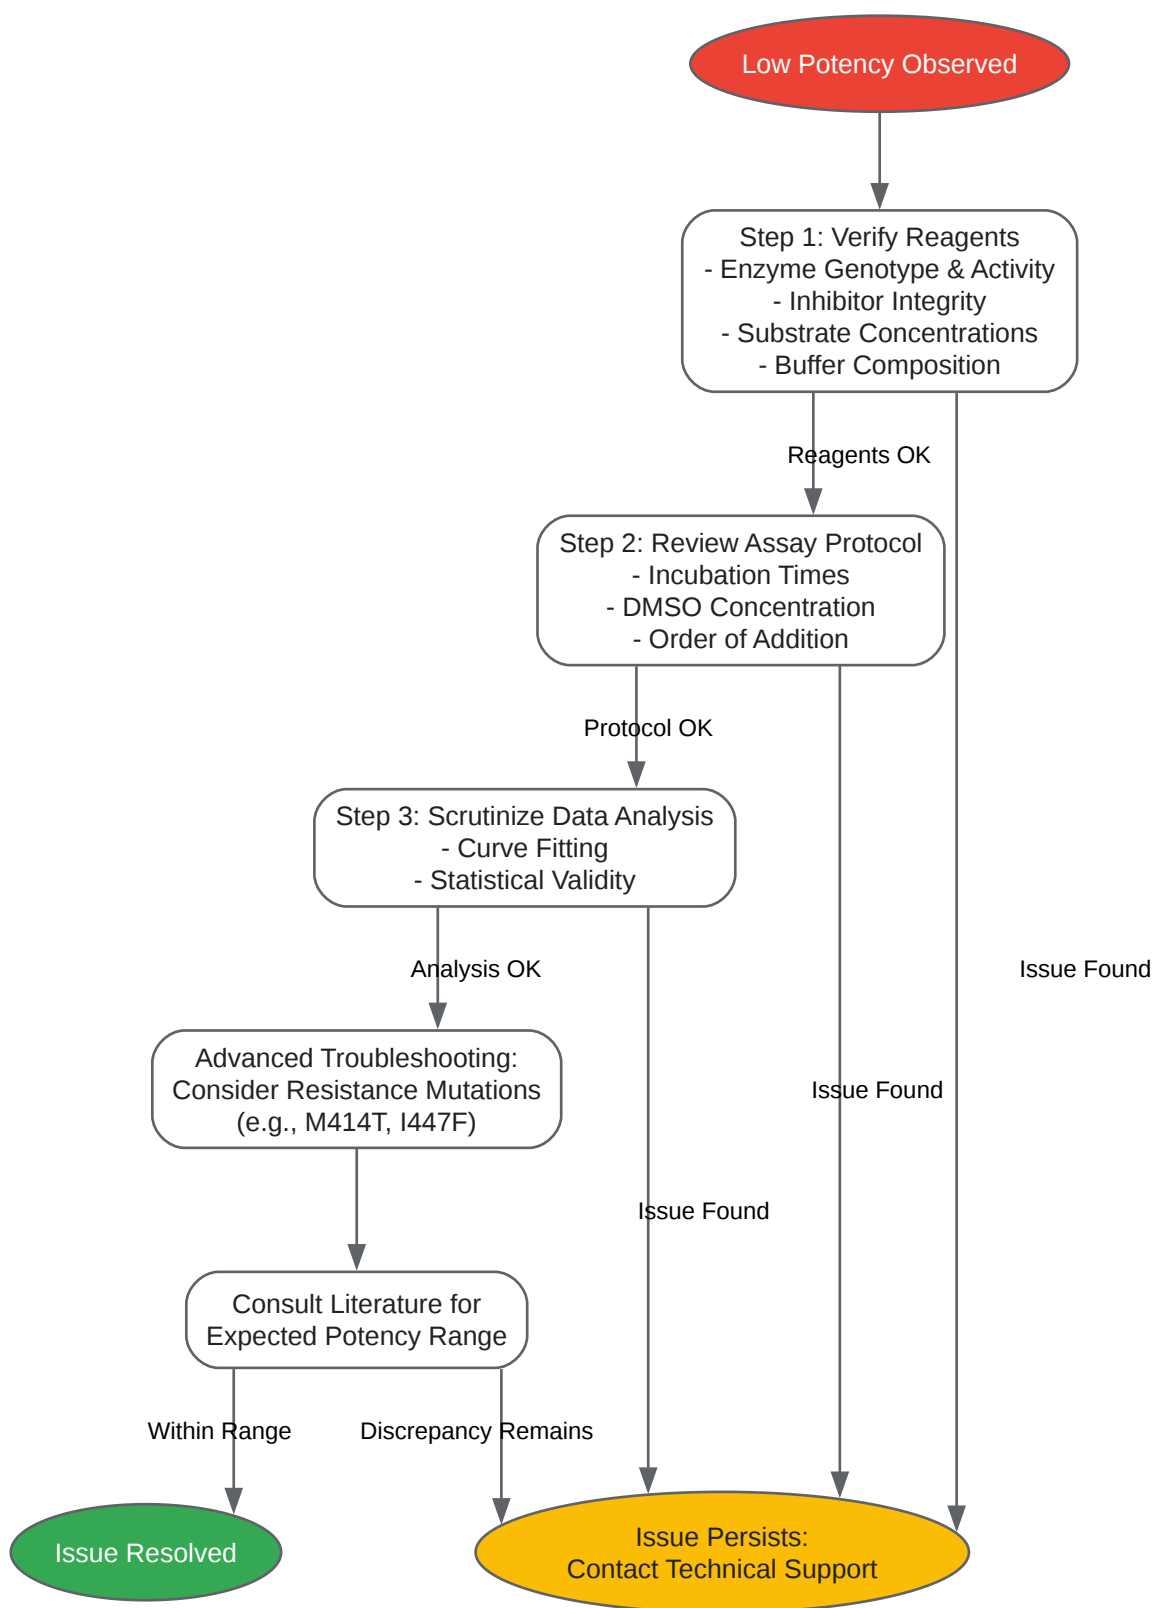 Low Potency Observed
Step 1: Verify Reagents
- Enzyme Genotype & Activity
- Inhibitor Integrity
- Substrate Concentrations
- Buffer Composition
Reagents OK
Step 2: Review Assay Protocol
- Incubation Times
- DMSO Concentration
- Order of Addition
Protocol OK
Step 3: Scrutinize Data Analysis
- Curve Fitting
- Statistical Validity
Analysis OK
Issue Found
Advanced Troubleshooting:
Consider Resistance Mutations
(e.g., M414T, I447F)
Issue Found
Issue Found
Consult Literature for
Expected Potency Range
Within Range
Discrepancy Remains
Issue Resolved
Issue Persists:
Contact Technical Support